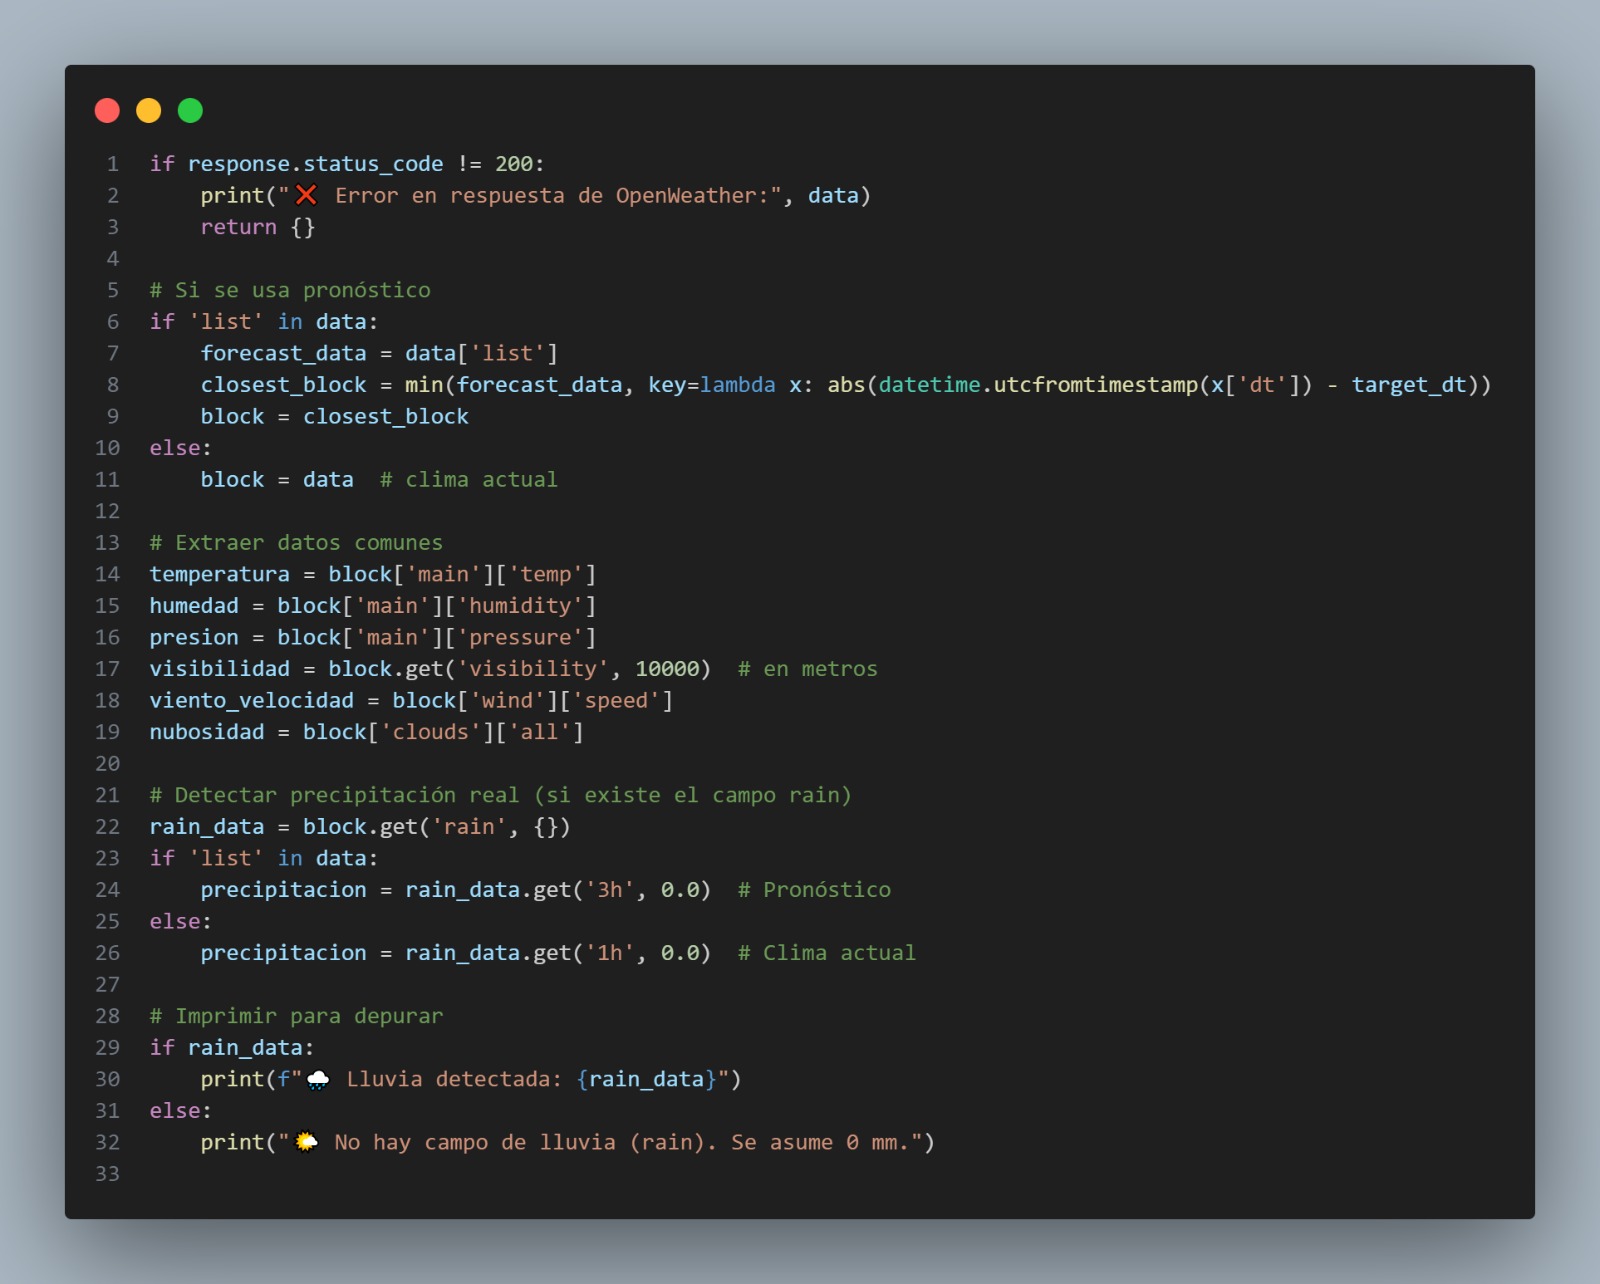 1 if response.status_code != 200:
2     print("❌ Error en respuesta de OpenWeather:", data)
3     return {}
4
5 # Si se usa pronóstico
6 if 'list' in data:
7     forecast_data = data['list']
8     closest_block = min(forecast_data, key=lambda x: abs(datetime.utcfromtimestamp(x['dt']) - target_dt))
9     block = closest_block
10 else:
11     block = data  # clima actual
12
13 # Extraer datos comunes
14 temperatura = block['main']['temp']
15 humedad = block['main']['humidity']
16 presion = block['main']['pressure']
17 visibilidad = block.get('visibility', 10000)  # en metros
18 viento_velocidad = block['wind']['speed']
19 nubosidad = block['clouds']['all']
20
21 # Detectar precipitación real (si existe el campo rain)
22 rain_data = block.get('rain', {})
23 if 'list' in data:
24     precipitacion = rain_data.get('3h', 0.0)  # Pronóstico
25 else:
26     precipitacion = rain_data.get('1h', 0.0)  # Clima actual
27
28 # Imprimir para depurar
29 if rain_data:
30     print(f"🌧️ Lluvia detectada: {rain_data}")
31 else:
32     print("🌤️ No hay campo de lluvia (rain). Se asume 0 mm.")
33